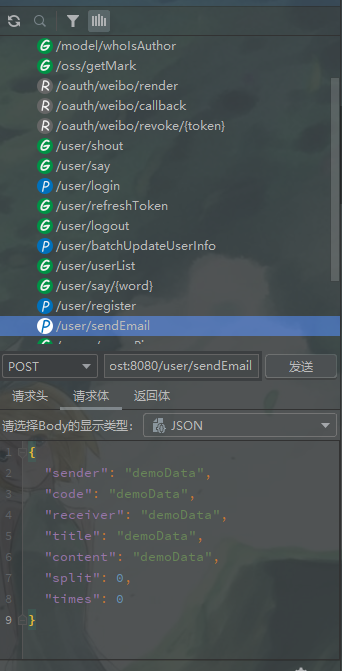 G /model/whoIsAuthor
G /oss/getMark
R /oauth/weibo/render
R /oauth/weibo/callback
R /oauth/weibo/revoke/{token}
G /user/shout
G /user/say
P /user/login
G /user/refreshToken
G /user/logout
P /user/batchUpdateUserInfo
G /user/userList
G /user/say/{word}
P /user/register
P /user/sendEmail
POST ost:8080/user/sendEmail 发送
请求头 请求体 返回体
请选择Body的显示类型： JSON
1 {
2 "sender": "demoData",
3 "code": "demoData",
4 "receiver": "demoData",
5 "title": "demoData",
6 "content": "demoData",
7 "split": 0,
8 "times": 0
9 }